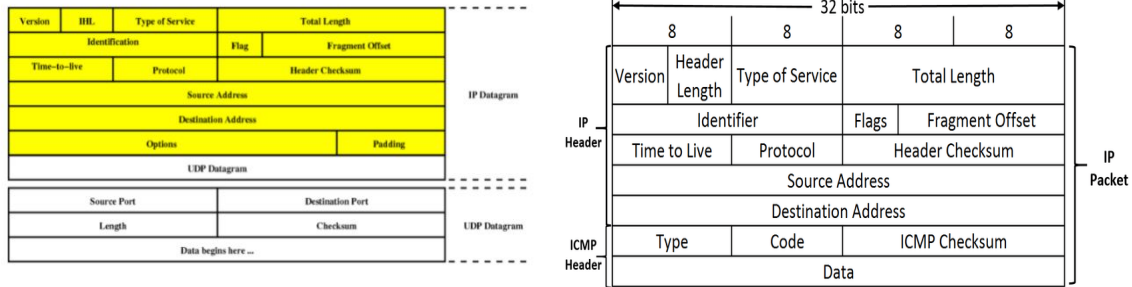 Version IHL Type of Service Total Length
Identification Flag Fragment Offset
Time-to-live Protocol Header Checksum
Source Address
IP Datagram
Destination Address
Options Padding
UDP Datagram
Source Port Destination Port
Length Checksum
UDP Datagram
Data begins here ...
32 bits
8 8 8 8
Version Header Length Type of Service Total Length
IP Header
Identifier Flags Fragment Offset
Time to Live Protocol Header Checksum
IP Packet
Source Address
Destination Address
ICMP Header
Type Code ICMP Checksum
Data